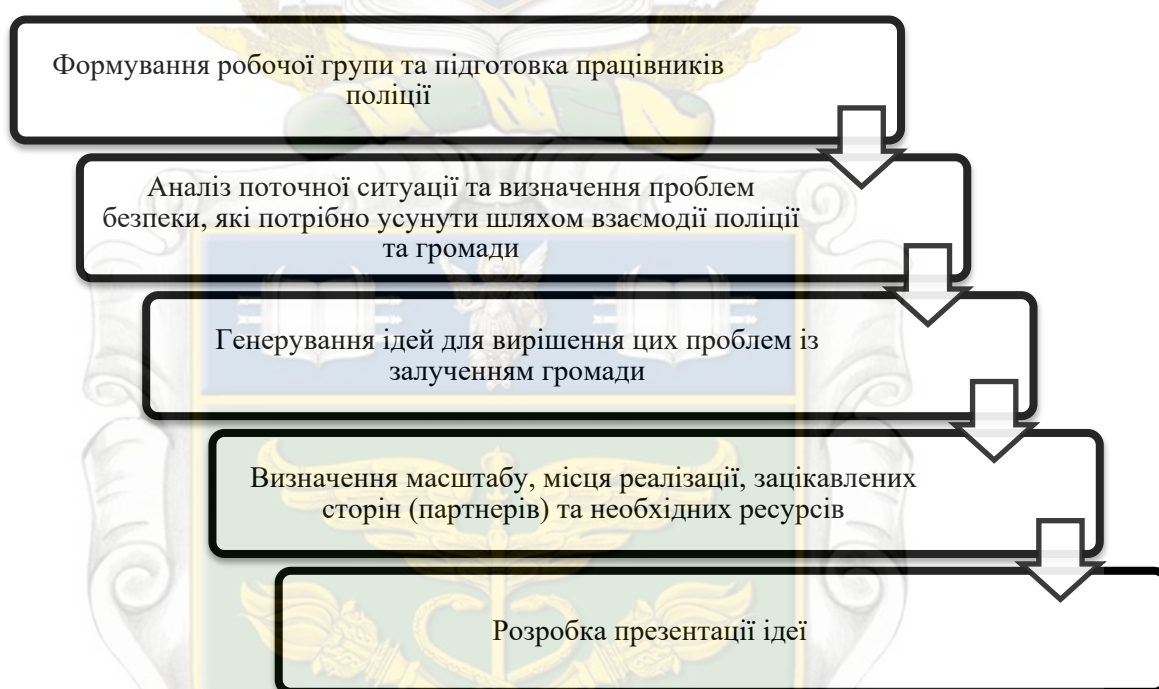 Формування робочої групи та підготовка працівників
поліції
Аналіз поточної ситуації та визначення проблем
безпеки, які потрібно усунути шляхом взаємодії поліції
та громади
Генерування ідей для вирішення цих проблем із
залученням громади
Визначення масштабу, місця реалізації, зацікавлених
сторін (партнерів) та необхідних ресурсів
Розробка презентації ідеї